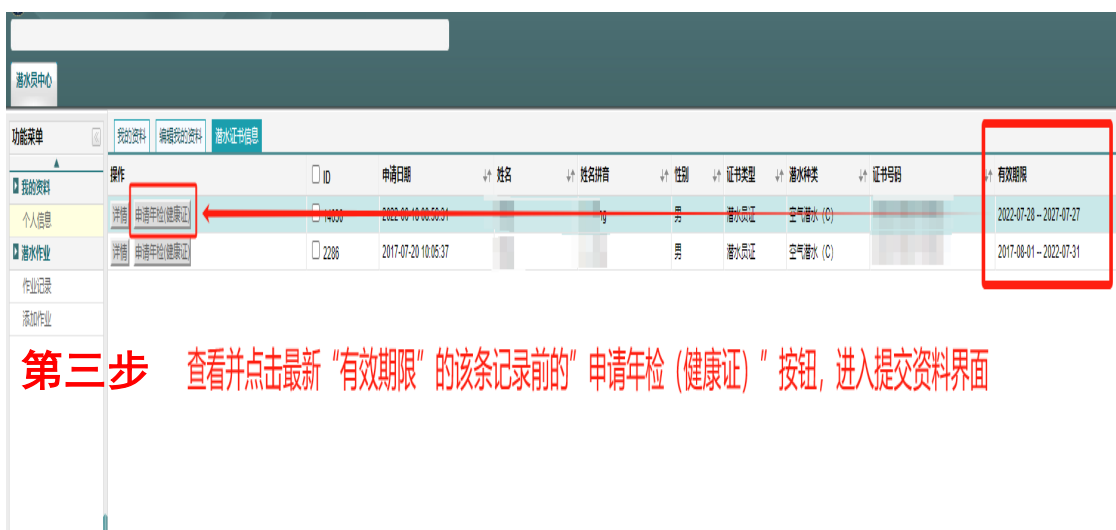 潜水员中心
功能菜单
我的资料 编辑我的资料 潜水证书信息
操作 ID 申请日期 姓名 姓名拼音 性别 证书类型 潜水种类 证书号码 有效期限
我的资料
个人信息
详情 申请年检(健康证) 男 潜水员证 空气潜水 (C) 2022-07-28 -- 2027-07-27
潜水作业
详情 申请年检(健康证) 2286 2017-07-20 10:05:37 男 潜水员证 空气潜水 (C) 2017-08-01 -- 2022-07-31
作业记录
添加作业
第三步 查看并点击最新“有效期限”的该条记录前的”申请年检（健康证）”按钮，进入提交资料界面